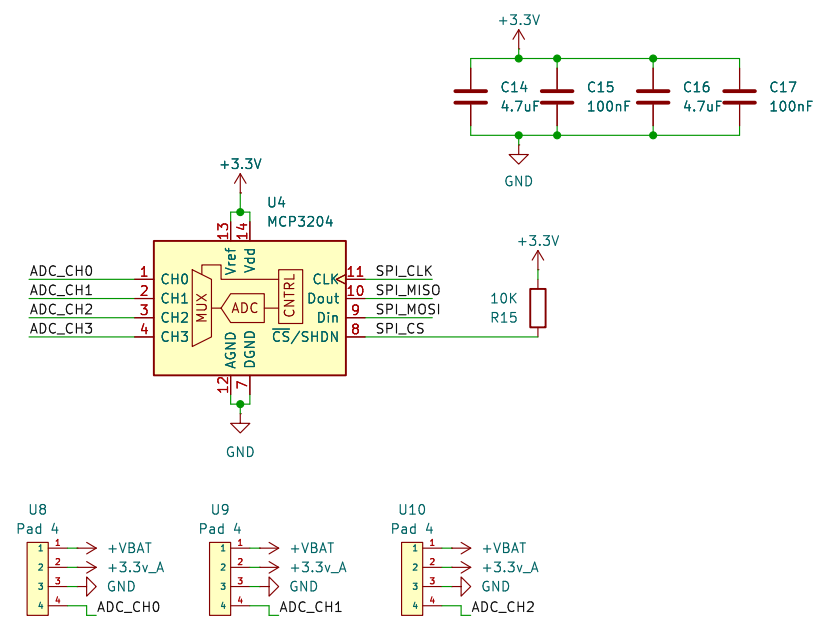 +3.3V
C14
4.7uF
C15
100nF
C16
4.7uF
C17
100nF
GND
+3.3V
U4
MCP3204
13
14
Vref
Vdd
ADC_CH0
1
CH0
ADC_CH1
2
CH1
ADC_CH2
3
CH2
ADC_CH3
4
CH3
MUX
ADC
CNTRL
CLK
11
SPI_CLK
Dout
10
SPI_MISO
Din
9
SPI_MOSI
CS/SHDN
8
SPI_CS
AGND
DGND
12
7
GND
+3.3V
10K
R15
U8
Pad 4
1 1 +VBAT
2 2 +3.3v_A
3 3 GND
4 4 ADC_CH0
U9
Pad 4
1 1 +VBAT
2 2 +3.3v_A
3 3 GND
4 4 ADC_CH1
U10
Pad 4
1 1 +VBAT
2 2 +3.3v_A
3 3 GND
4 4 ADC_CH2